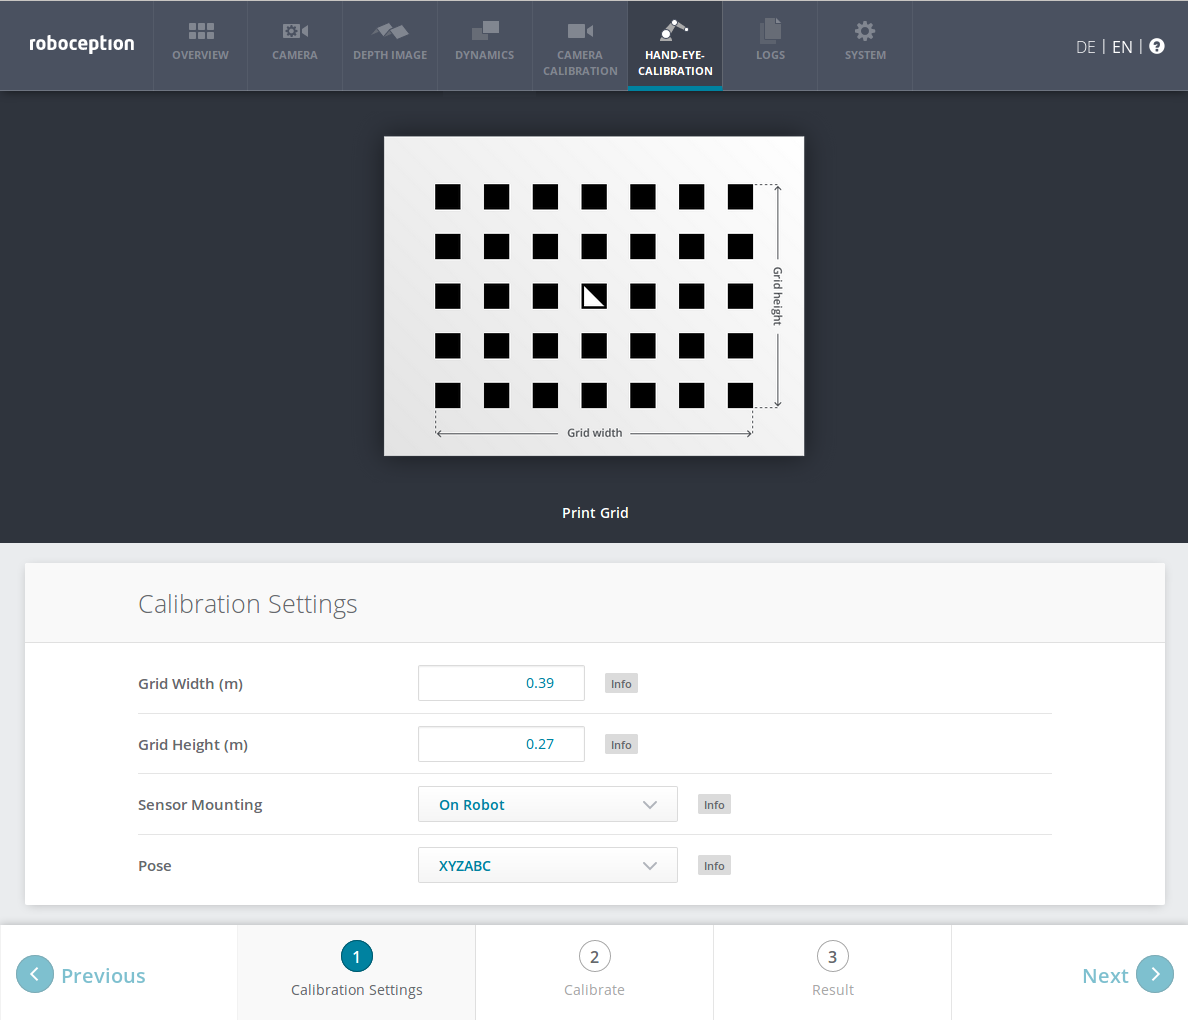 roboception
OVERVIEW
CAMERA
DEPTH IMAGE
DYNAMICS
CAMERA
CALIBRATION
HAND-EYE-
CALIBRATION
LOGS
SYSTEM
DE | EN | ?
Grid height
Grid width
Print Grid
Calibration Settings
Grid Width (m) 0.39 Info
Grid Height (m) 0.27 Info
Sensor Mounting On Robot Info
Pose XYZABC Info
Previous
1
Calibration Settings
2
Calibrate
3
Result
Next